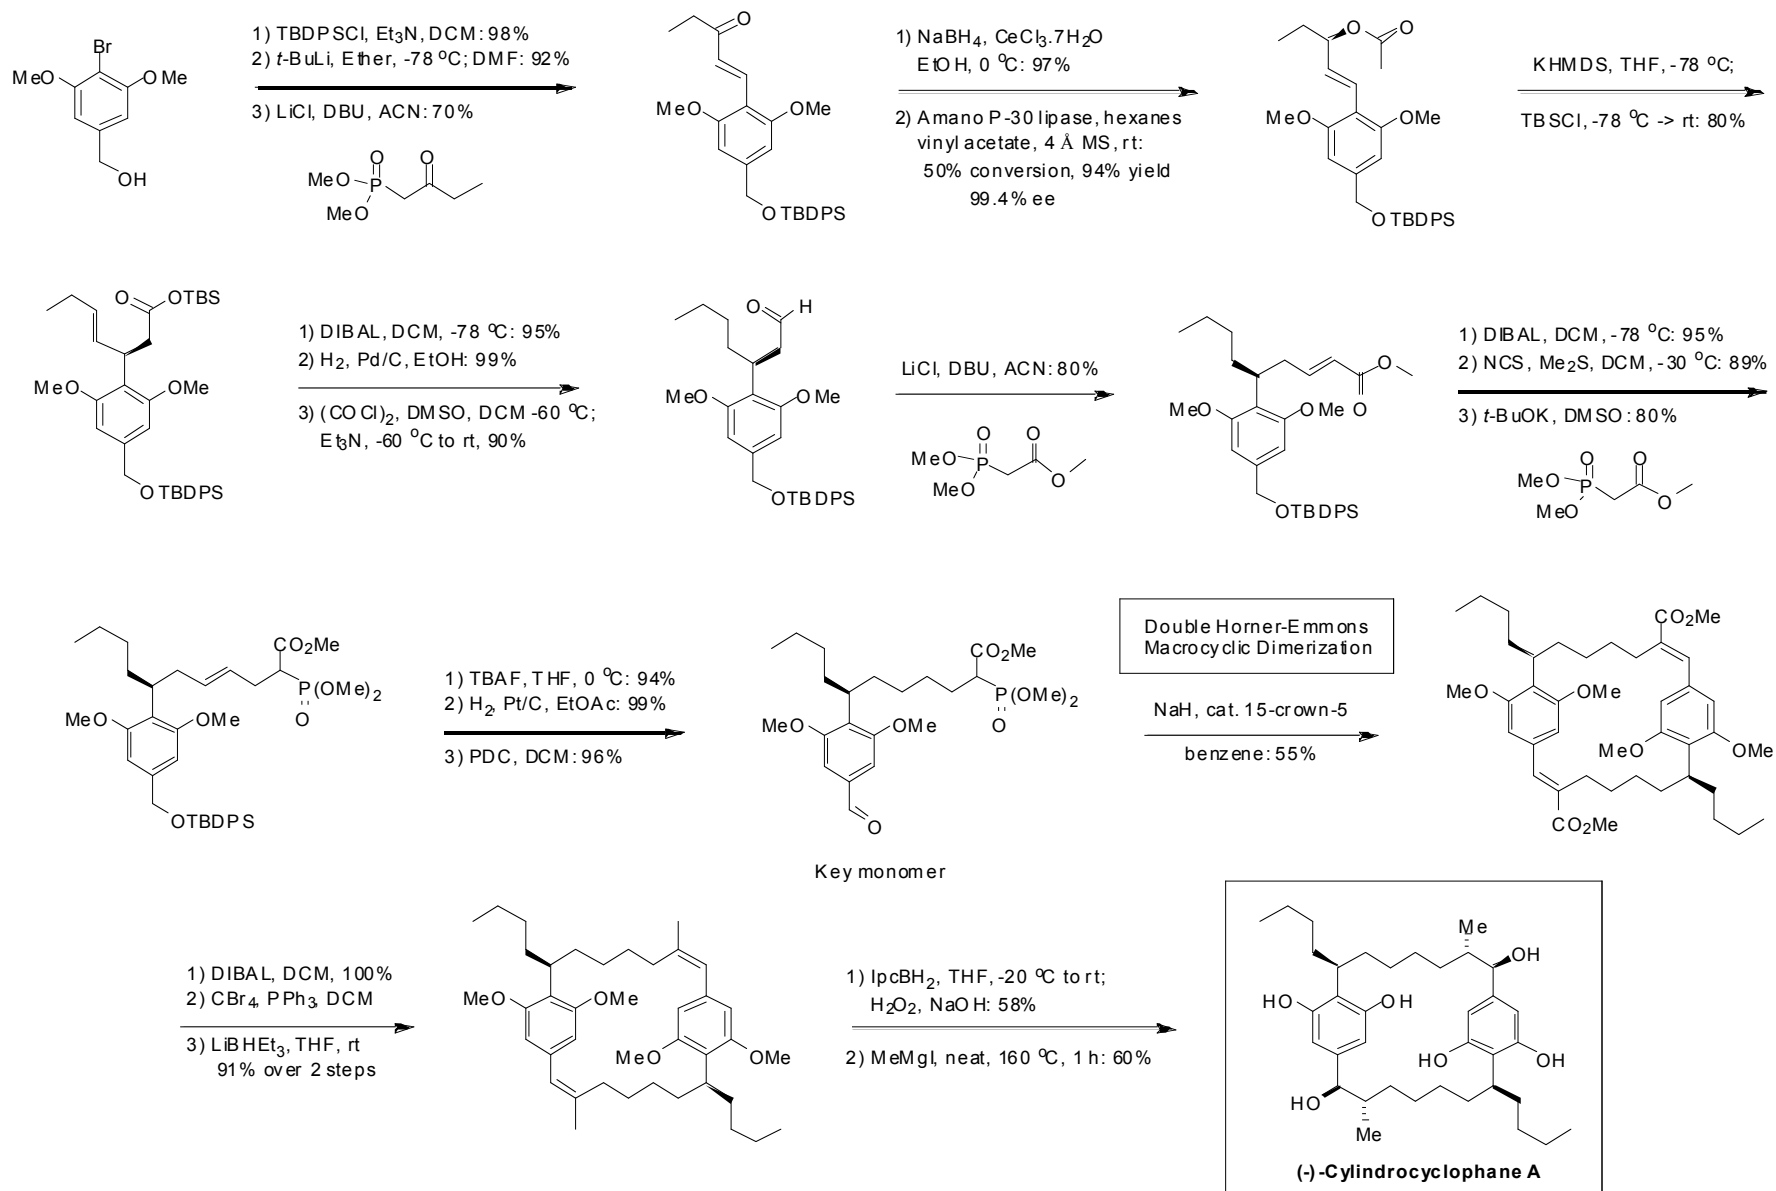 Br
MeO
OMe
OH
1) TBDPSCl, Et3N, DCM: 98%
2) t-BuLi, Ether, -78 °C; DMF: 92%
3) LiCl, DBU, ACN: 70%
O
O
MeO
P
MeO
O
MeO
OMe
OTBDPS
1) NaBH4, CeCl3.7H2O
EtOH, 0 °C: 97%
2) Amano P-30 lipase, hexanes
vinyl acetate, 4 Å MS, rt:
50% conversion, 94% yield
99.4% ee
O
O
MeO
OMe
OTBDPS
KHMDS, THF, -78 °C;
TBSCl, -78 °C -> rt: 80%
O
OTBS
MeO
OMe
OTBDPS
1) DIBAL, DCM, -78 °C: 95%
2) H2, Pd/C, EtOH: 99%
3) (COCl)2, DMSO, DCM -60 °C;
Et3N, -60 °C to rt, 90%
O
H
MeO
OMe
OTBDPS
LiCl, DBU, ACN: 80%
O
O
MeO
P
MeO
O
MeO
OMe
O
O
OTBDPS
1) DIBAL, DCM, -78 °C: 95%
2) NCS, Me2S, DCM, -30 °C: 89%
3) t-BuOK, DMSO: 80%
O
O
MeO
P
MeO
O
CO2Me
P(OMe)2
O
MeO
OMe
OTBDPS
1) TBAF, THF, 0 °C: 94%
2) H2, Pt/C, EtOAc: 99%
3) PDC, DCM: 96%
CO2Me
P(OMe)2
O
MeO
OMe
O
Key monomer
Double Horner-Emmons
Macrocyclic Dimerization
NaH, cat. 15-crown-5
benzene: 55%
CO2Me
MeO
OMe
MeO
OMe
CO2Me
1) DIBAL, DCM, 100%
2) CBr4, PPh3, DCM
3) LiBHEt3, THF, rt
91% over 2 steps
MeO
OMe
MeO
OMe
1) IpcBH2, THF, -20 °C to rt;
H2O2, NaOH: 58%
2) MeMgI, neat, 160 °C, 1 h: 60%
Me
OH
HO
OH
HO
OH
HO
Me
(-)-Cylindrocyclophane A